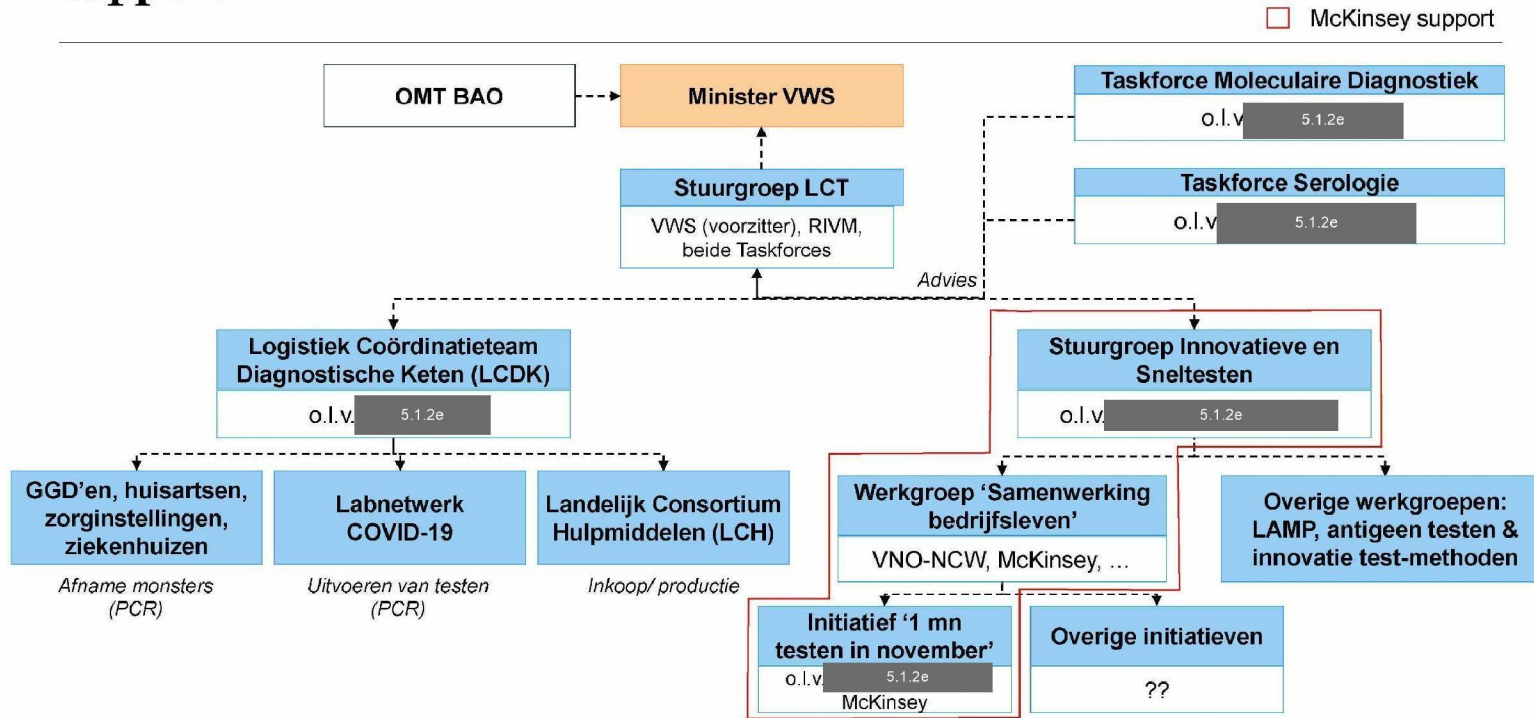 McKinsey support
OMT BAO
Minister VWS
Taskforce Moleculaire Diagnostiek
o.l.v 5.1.2e
Stuurgroep LCT
VWS (voorzitter), RIVM,
beide Taskforces
Taskforce Serologie
o.l.v 5.1.2e
Advies
Logistiek Coördinatieteam
Diagnostische Keten (LCDK)
o.l.v. 5.1.2e
Stuurgroep Innovatieve en
Sneltesten
o.l.v. 5.1.2e
GGD'en, huisartsen,
zorginstellingen,
ziekenhuizen
Afname monsters
(PCR)
Labnetwerk
COVID-19
Uitvoeren van testen
(PCR)
Landelijk Consortium
Hulpmiddelen (LCH)
Inkoop/ productie
Werkgroep ‘Samenwerking
bedrijfsleven’
VNO-NCW, McKinsey, …
Overige werkgroepen:
LAMP, antigeen testen &
innovatie test-methoden
Initiatief ‘1 mn
testen in november’
o.l.v. 5.1.2e
McKinsey
Overige initiatieven
??